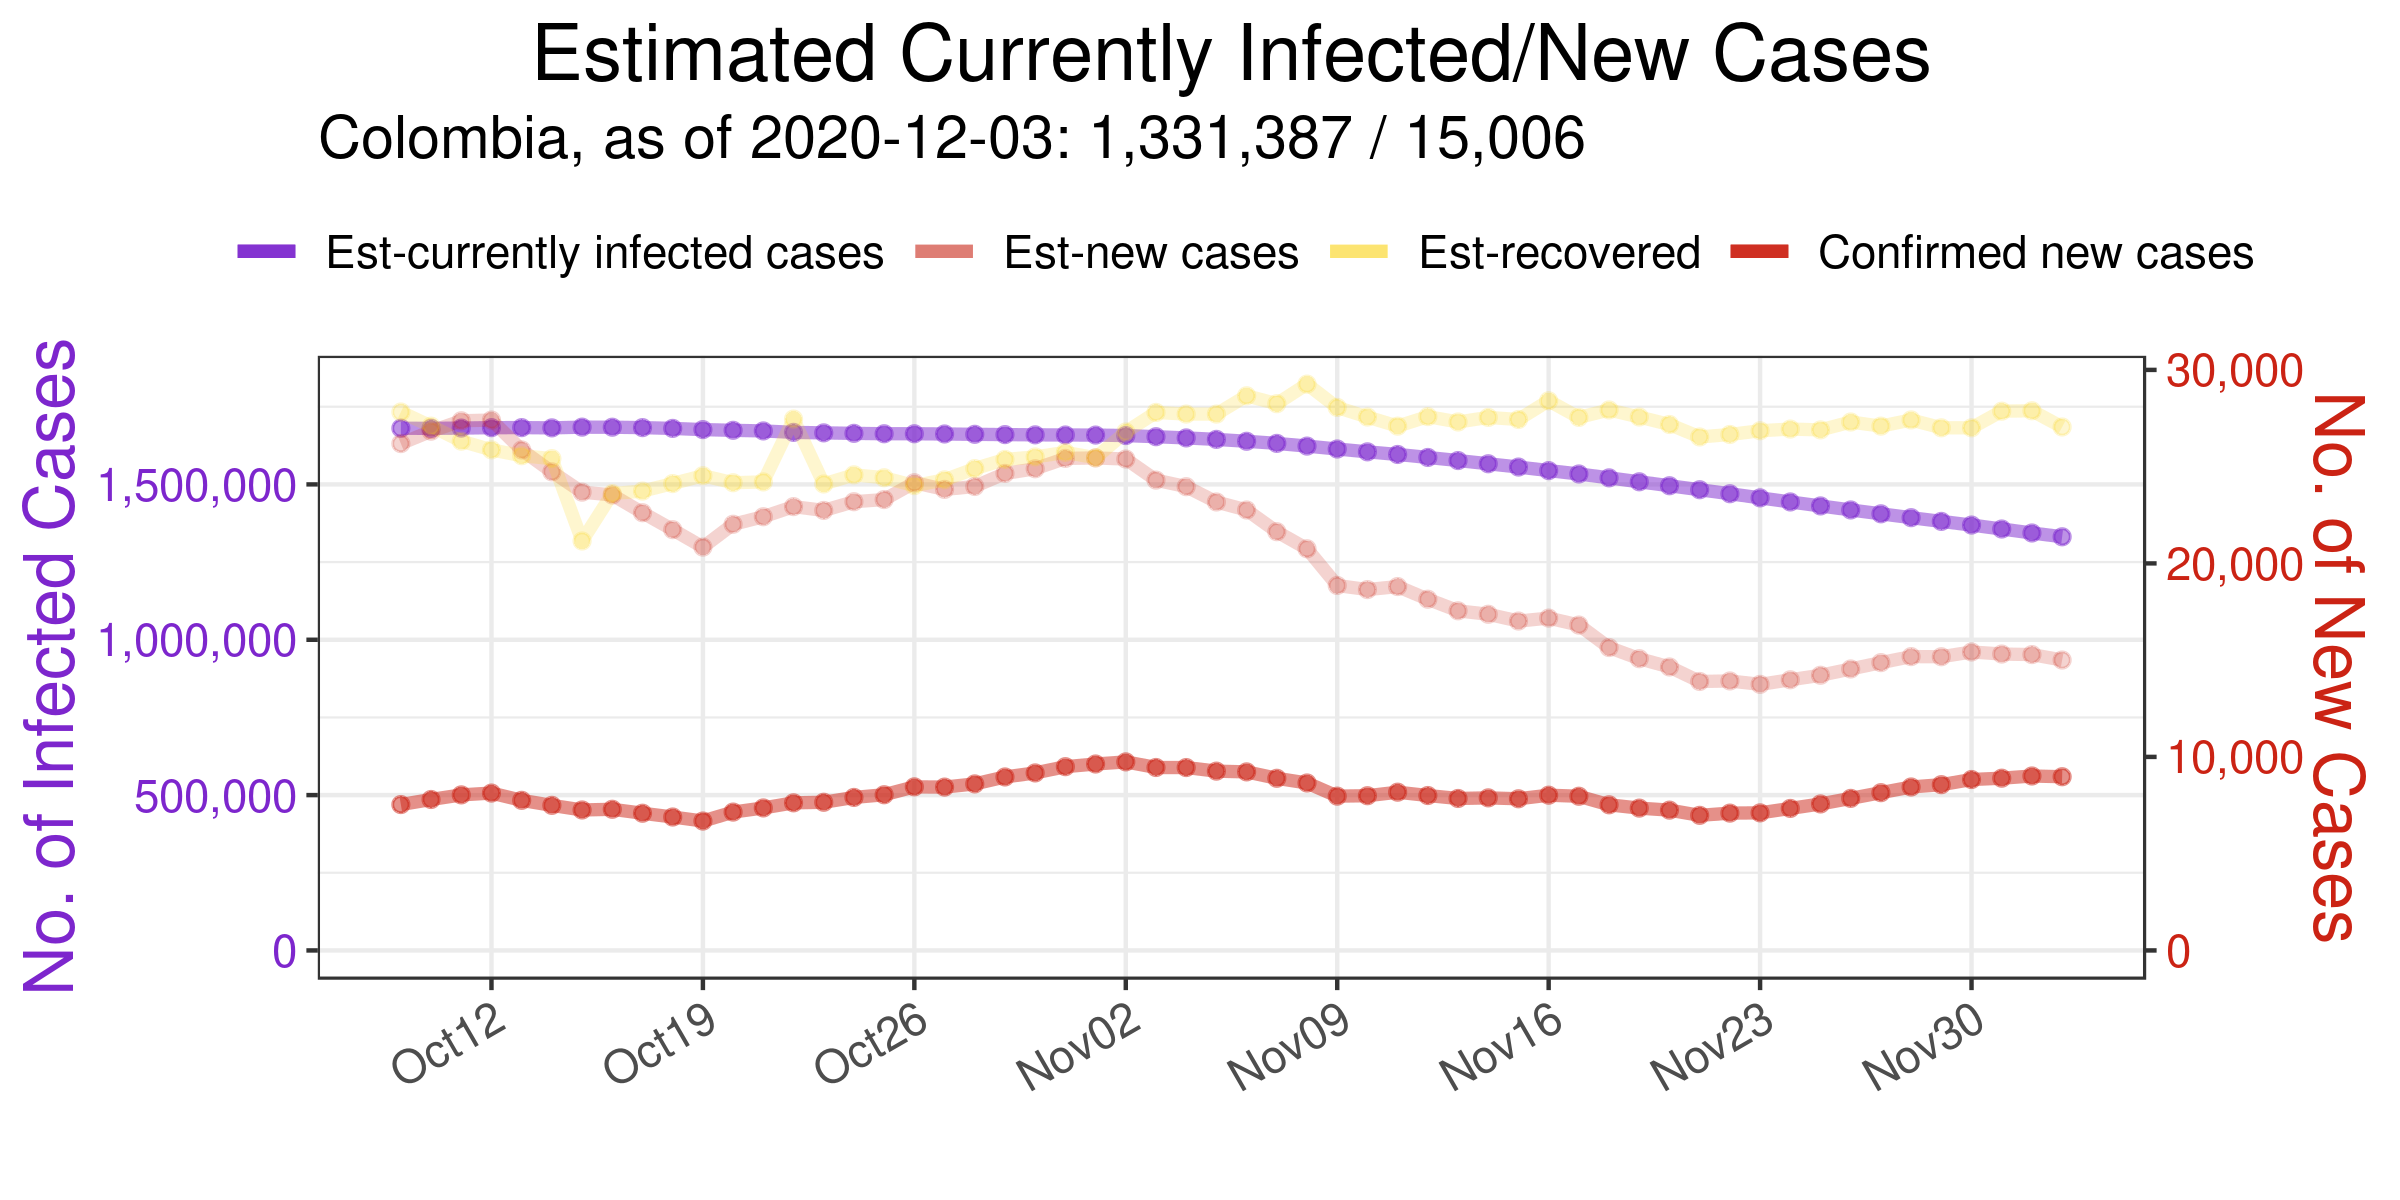 Estimated Currently Infected/New Cases
Colombia, as of 2020-12-03: 1,331,387 / 15,006
Est-currently infected cases Est-new cases Est-recovered Confirmed new cases
No. of Infected Cases
1,500,000
1,000,000
500,000
0
30,000
20,000
10,000
0
No. of New Cases
Oct12 Oct19 Oct26 Nov02 Nov09 Nov16 Nov23 Nov30